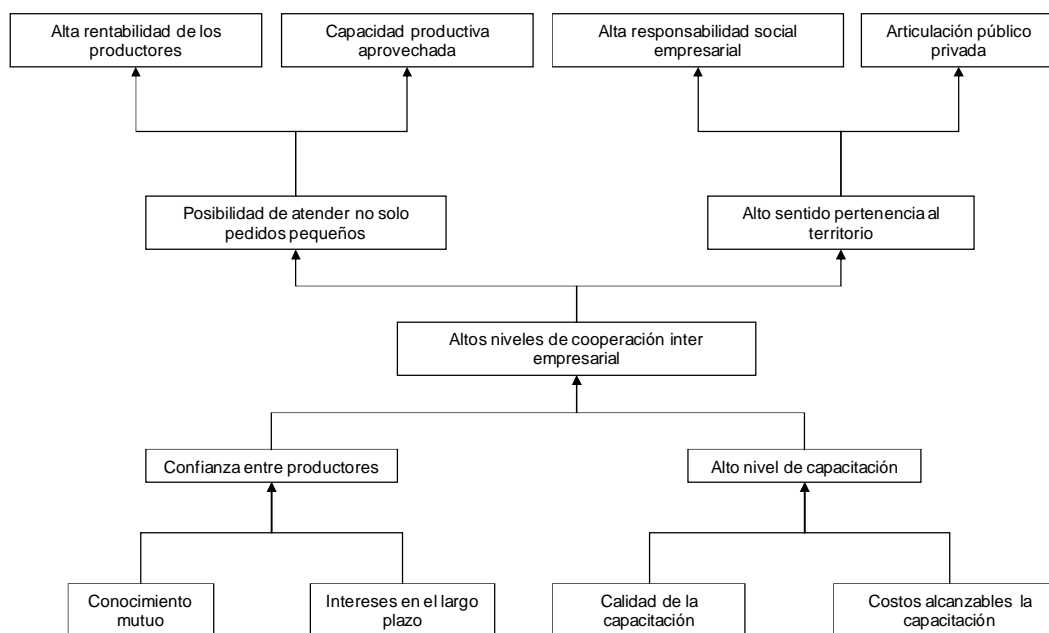 Alta rentabilidad de los
productores
Capacidad productiva
aprovechada
Alta responsabilidad social
empresarial
Articulación público
privada
Posibilidad de atender no solo
pedidos pequeños
Alto sentido pertenencia al
territorio
Altos niveles de cooperación inter
empresarial
Confianza entre productores
Alto nivel de capacitación
Conocimiento
mutuo
Intereses en el largo
plazo
Calidad de la
capacitación
Costos alcanzables la
capacitación